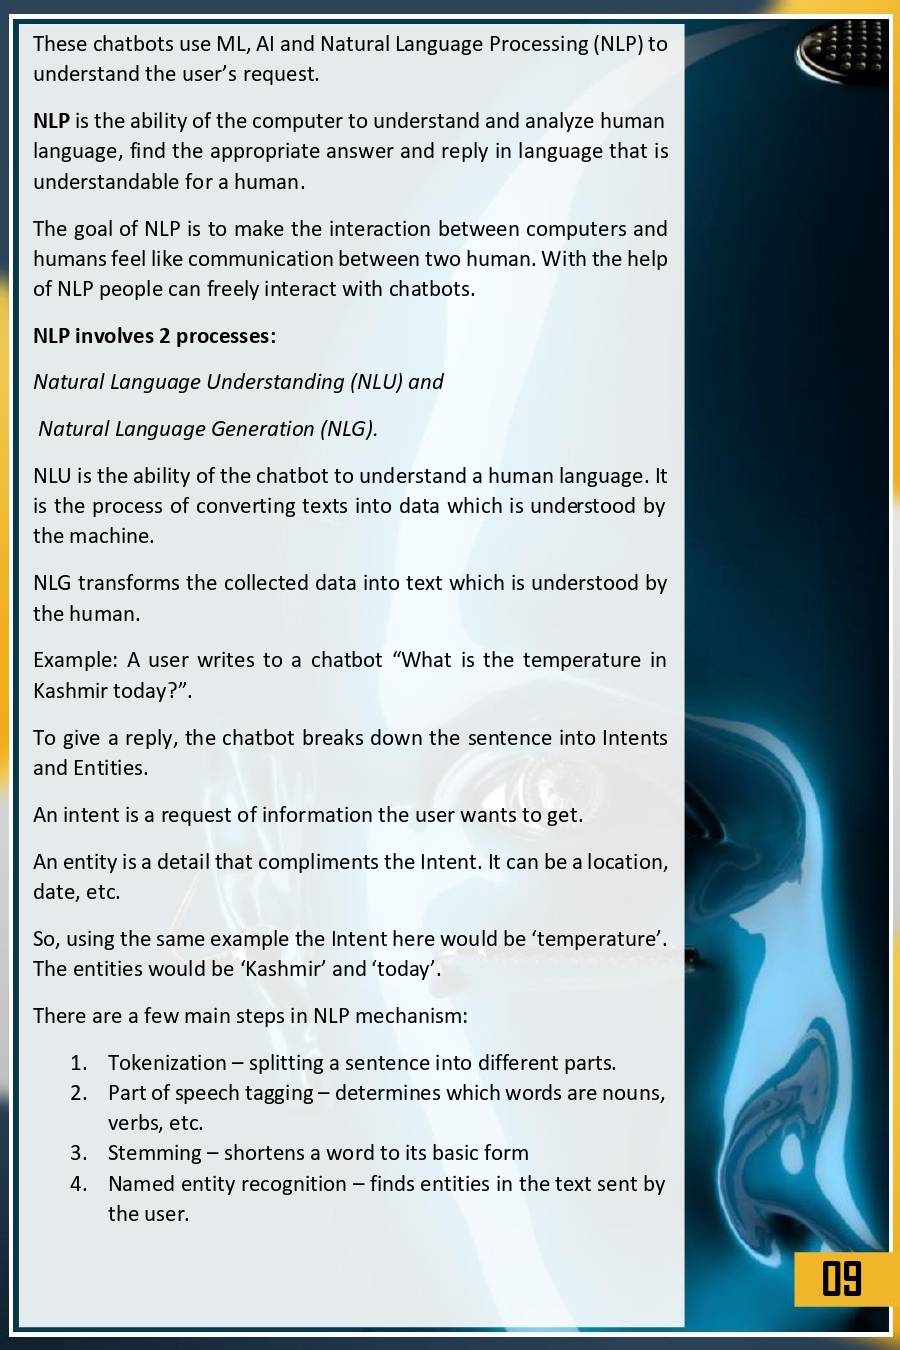 These chatbots use ML, AI and Natural Language Processing (NLP) to
understand the user’s request.
NLP is the ability of the computer to understand and analyze human
language, find the appropriate answer and reply in language that is
understandable for a human.
The goal of NLP is to make the interaction between computers and
humans feel like communication between two human. With the help
of NLP people can freely interact with chatbots.
NLP involves 2 processes:
Natural Language Understanding (NLU) and
Natural Language Generation (NLG).
NLU is the ability of the chatbot to understand a human language. It
is the process of converting texts into data which is understood by
the machine.
NLG transforms the collected data into text which is understood by
the human.
Example: A user writes to a chatbot “What is the temperature in
Kashmir today?”.
To give a reply, the chatbot breaks down the sentence into Intents
and Entities.
An intent is a request of information the user wants to get.
An entity is a detail that compliments the Intent. It can be a location,
date, etc.
So, using the same example the Intent here would be ‘temperature’.
The entities would be ‘Kashmir’ and ‘today’.
There are a few main steps in NLP mechanism:
1. Tokenization – splitting a sentence into different parts.
2. Part of speech tagging – determines which words are nouns,
verbs, etc.
3. Stemming – shortens a word to its basic form
4. Named entity recognition – finds entities in the text sent by
the user.
09